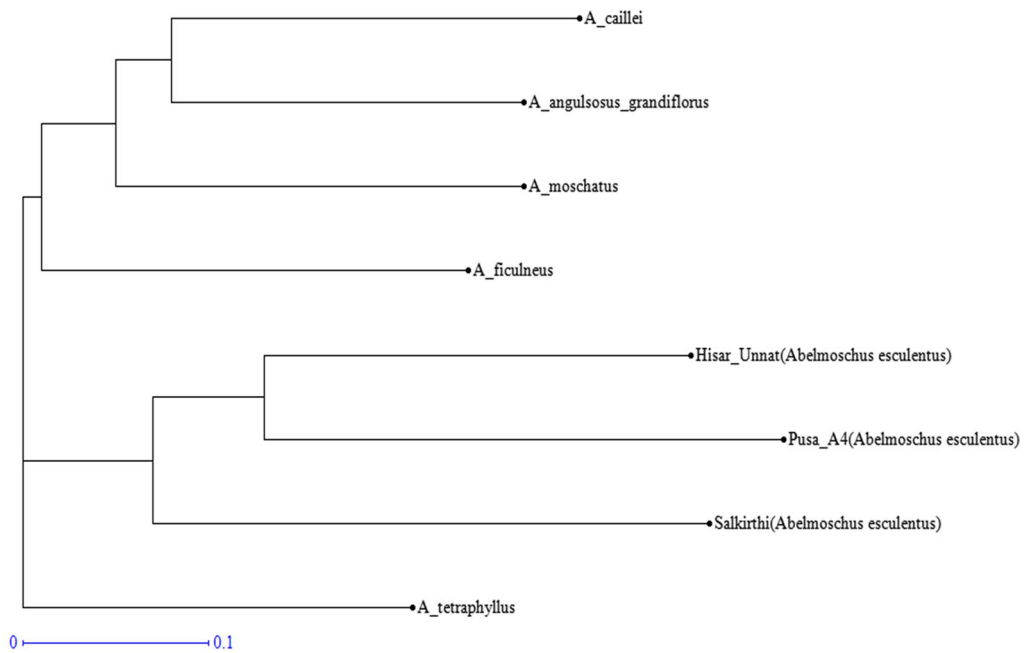 A_caillei
A_angulsosus_grandiflorus
A_moschatus
A_ficulneus
Hisar_Unnat(Abelmoschus esculentus)
Pusa_A4(Abelmoschus esculentus)
Salkirthi(Abelmoschus esculentus)
A_tetraphyllus
0 0.1